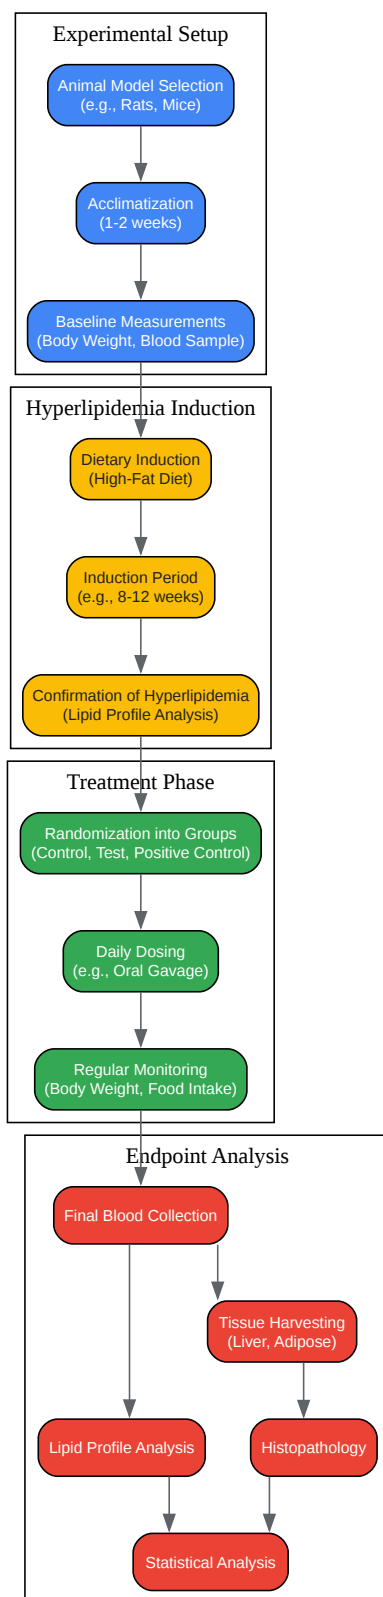 Experimental Setup
Animal Model Selection
(e.g., Rats, Mice)
Acclimatization
(1-2 weeks)
Baseline Measurements
(Body Weight, Blood Sample)
Hyperlipidemia Induction
Dietary Induction
(High-Fat Diet)
Induction Period
(e.g., 8-12 weeks)
Confirmation of Hyperlipidemia
(Lipid Profile Analysis)
Treatment Phase
Randomization into Groups
(Control, Test, Positive Control)
Daily Dosing
(e.g., Oral Gavage)
Regular Monitoring
(Body Weight, Food Intake)
Endpoint Analysis
Final Blood Collection
Tissue Harvesting
(Liver, Adipose)
Lipid Profile Analysis
Histopathology
Statistical Analysis